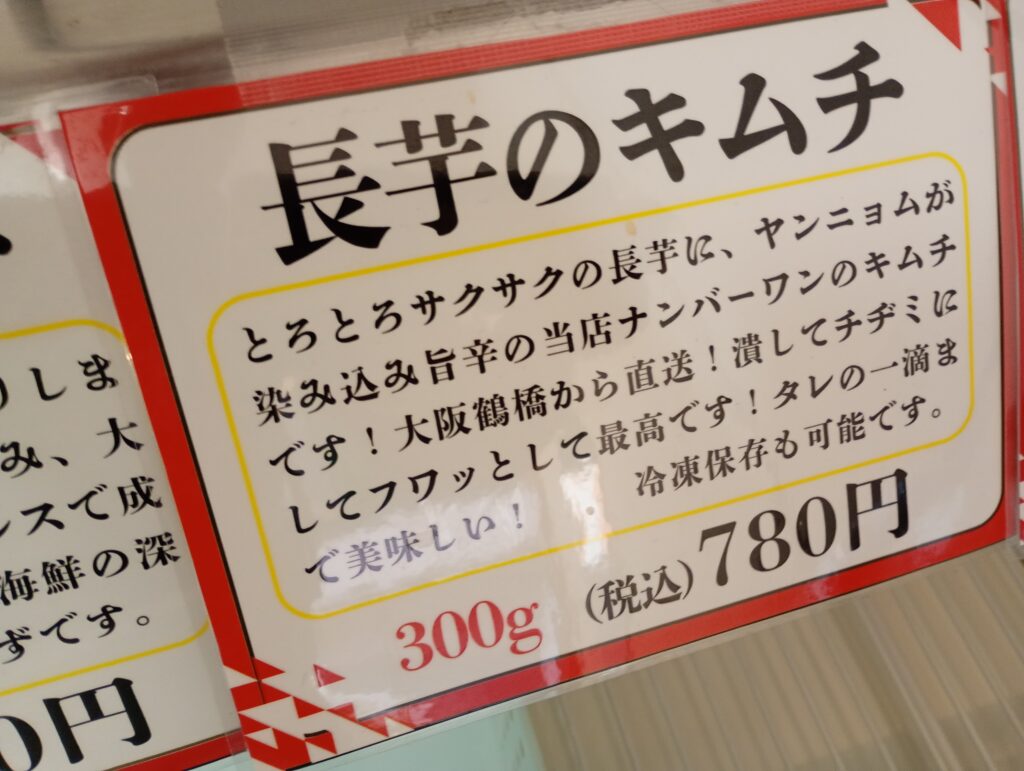 長芋のキムチ
とろとろサクサクの長芋に、ヤンニョムが
染み込み旨辛の当店ナンバーワンのキムチ
です！大阪鶴橋から直送！潰してチヂミに
してフワッとして最高です！タレの一滴ま
で美味しい！
冷凍保存も可能です。
300g
(税込)780円
りしま
み、大
ンスで成
海鮮の深
ずです。
0円